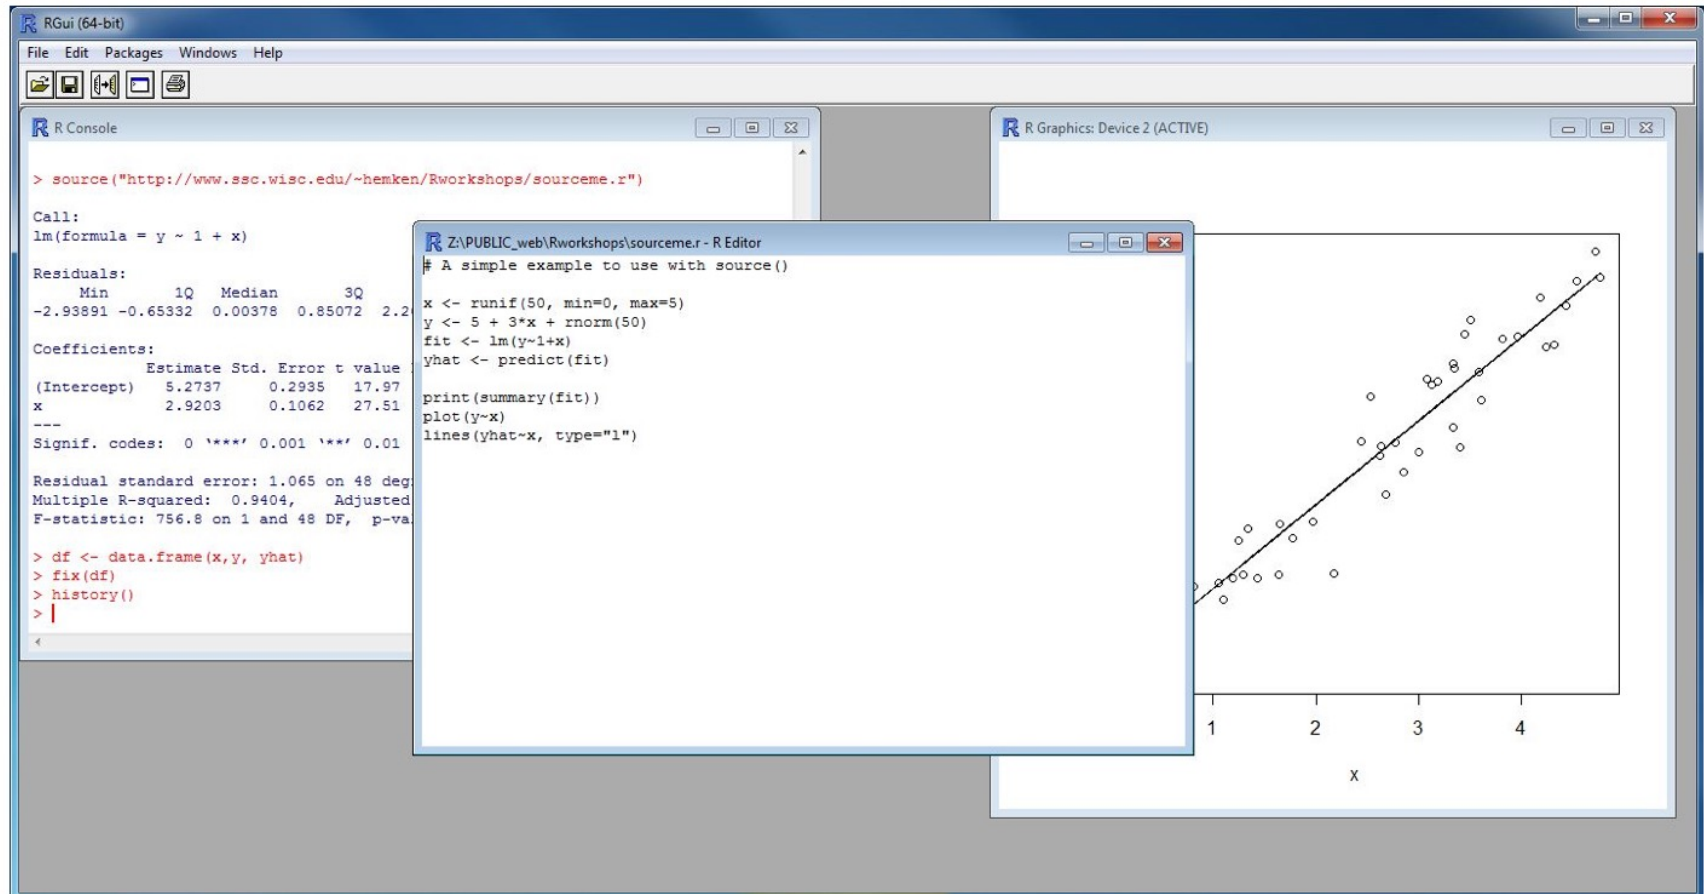 RGui (64-bit)
File Edit Packages Windows Help
R Console
> source("http://www.ssc.wisc.edu/~hemken/Rworkshops/sourceme.r")
Call:
lm(formula = y ~ 1 + x)
Residuals:
Min 1Q Median 3Q
-2.93891 -0.65332 0.00378 0.85072
Coefficients:
Estimate Std. Error t value
(Intercept) 5.2737 0.2935 17.97
x 2.9203 0.1062 27.51
---
Signif. codes: 0 '***' 0.001 '**' 0.01
Residual standard error: 1.065 on 48
Multiple R-squared: 0.9404, Adjusted
F-statistic: 756.8 on 1 and 48 DF,
> df <- data.frame(x,y, yhat)
> fix(df)
> history()
>
Z:\PUBLIC_web\Rworkshops\sourceme.r - R Editor
# A simple example to use with source()
x <- runif(50, min=0, max=5)
y <- 5 + 3*x + rnorm(50)
fit <- lm(y~1+x)
yhat <- predict(fit)
print(summary(fit))
plot(y~x)
lines(yhat~x, type="l")
R Graphics: Device 2 (ACTIVE)
1 2 3 4
x